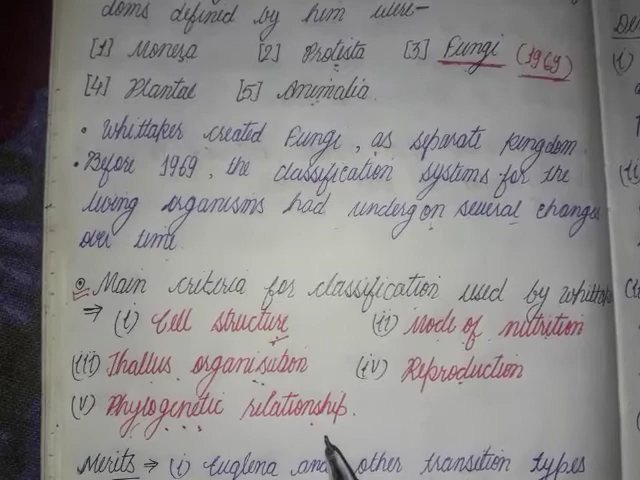 doms defined by him were-
[1] Monera [2] Protista [3] Fungi (1969)
[4] Plantae [5] Animalia.
• Whittaker created Fungi, as separate kingdom.
• Before 1969, the classification systems for the
living organisms had undergon several changes
over time.
Main criteria for classification used by whittak
⇒ (i) Cell structure (ii) Mode of nutrition
(iii) Thallus organisation (iv) Reproduction
(v) Phylogenetic relationship.
Merits ⇒ (i) Euglena and other transition types